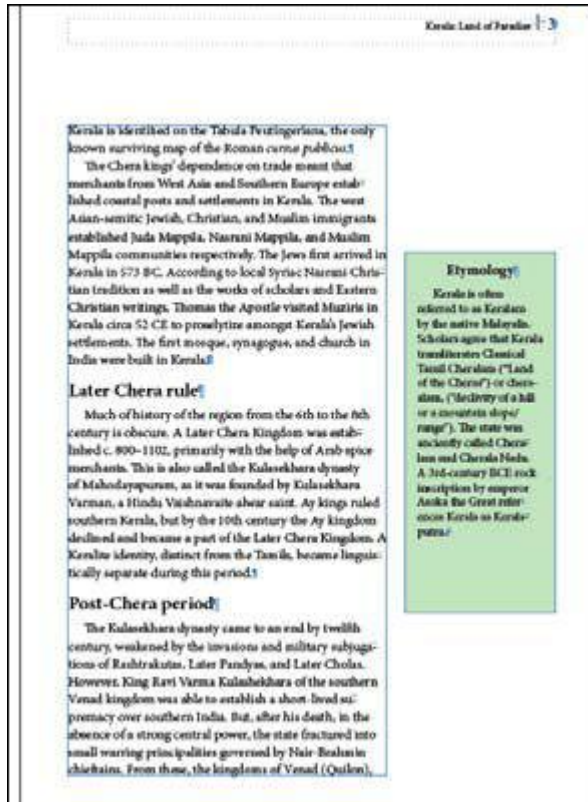 Kerala: Land of Paradise 3
Kerala is identified on the Tabula Peutingeriana, the only
known surviving map of the Roman cursus publicus.
The Chera kings' dependence on trade meant that
merchants from West Asia and Southern Europe estab-
lished coastal posts and settlements in Kerala. The west
Asian-semitic Jewish, Christian, and Muslim immigrants
established Juda Mappila, Nasrani Mappila, and Muslim
Mappila communities respectively. The Jews first arrived in
Kerala in 573 BC. According to local Syriac Nasrani Chris-
tian tradition as well as the works of scholars and Eastern
Christian writings, Thomas the Apostle visited Muziris in
Kerala circa 52 CE to proselytize amongst Kerala's Jewish
settlements. The first mosque, synagogue, and church in
India were built in Kerala.
Later Chera rule
Much of history of the region from the 6th to the 8th
century is obscure. A Later Chera Kingdom was estab-
lished c. 800–1102, primarily with the help of Arab spice
merchants. This is also called the Kulasekhara dynasty
of Mahodayapuram, as it was founded by Kulasekhara
Varman, a Hindu Vaishnavaite alwar saint. Ay kings ruled
southern Kerala, but by the 10th century the Ay kingdom
declined and became a part of the Later Chera Kingdom. A
Keralite identity, distinct from the Tamils, became linguis-
tically separate during this period.
Post-Chera period
The Kulasekhara dynasty came to an end by twelfth
century, weakened by the invasions and military subjuga-
tions of Rashtrakutas, Later Pandyas, and Later Cholas.
However, King Ravi Varma Kulashekhara of the southern
Venad kingdom was able to establish a short-lived su-
premacy over southern India. But, after his death, in the
absence of a strong central power, the state fractured into
small warring principalities governed by Nair-Brahmin
chieftains. From these, the kingdoms of Venad (Quilon),
Etymology
Kerala is often
referred to as Keralam
by the native Malayalis.
Scholars agree that Kerala
transliterates Classical
Tamil Cheralam ("Land
of the Cheras") or chera-
alam, ("declivity of a hill
or a mountain slope/
range"). The state was
anciently called Chera-
lam and Cherala Nadu.
A 3rd-century BCE rock
inscription by emperor
Asoka the Great refer-
ences Kerala as Kerala-
putra.